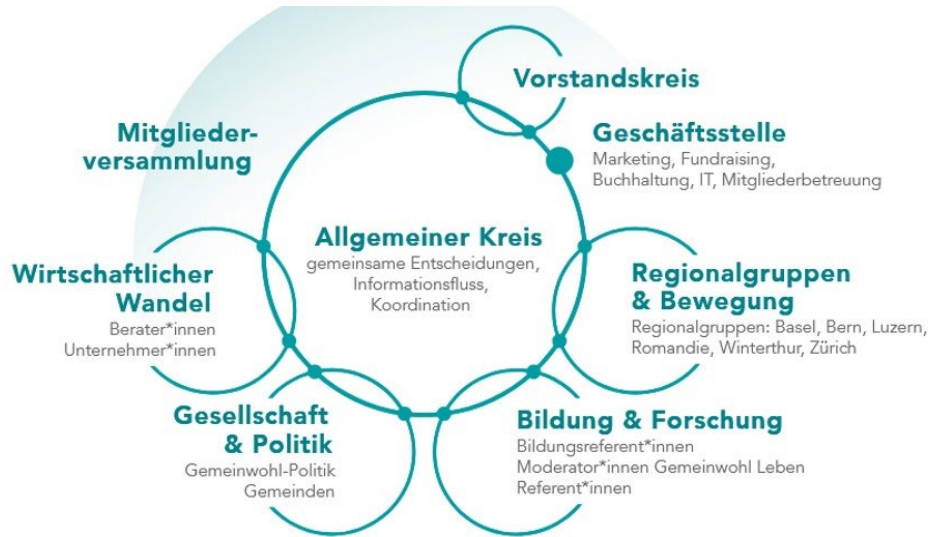 Vorstandskreis
Mitglieder-
versammlung
Geschäftsstelle
Marketing, Fundraising,
Buchhaltung, IT, Mitgliederbetreuung
Allgemeiner Kreis
gemeinsame Entscheidungen,
Informationsfluss,
Koordination
Wirtschaftlicher
Wandel
Berater*innen
Unternehmer*innen
Regionalgruppen
& Bewegung
Regionalgruppen: Basel, Bern, Luzern,
Romandie, Winterthur, Zürich
Gesellschaft
& Politik
Gemeinwohl-Politik
Gemeinden
Bildung & Forschung
Bildungsreferent*innen
Moderator*innen Gemeinwohl Leben
Referent*innen